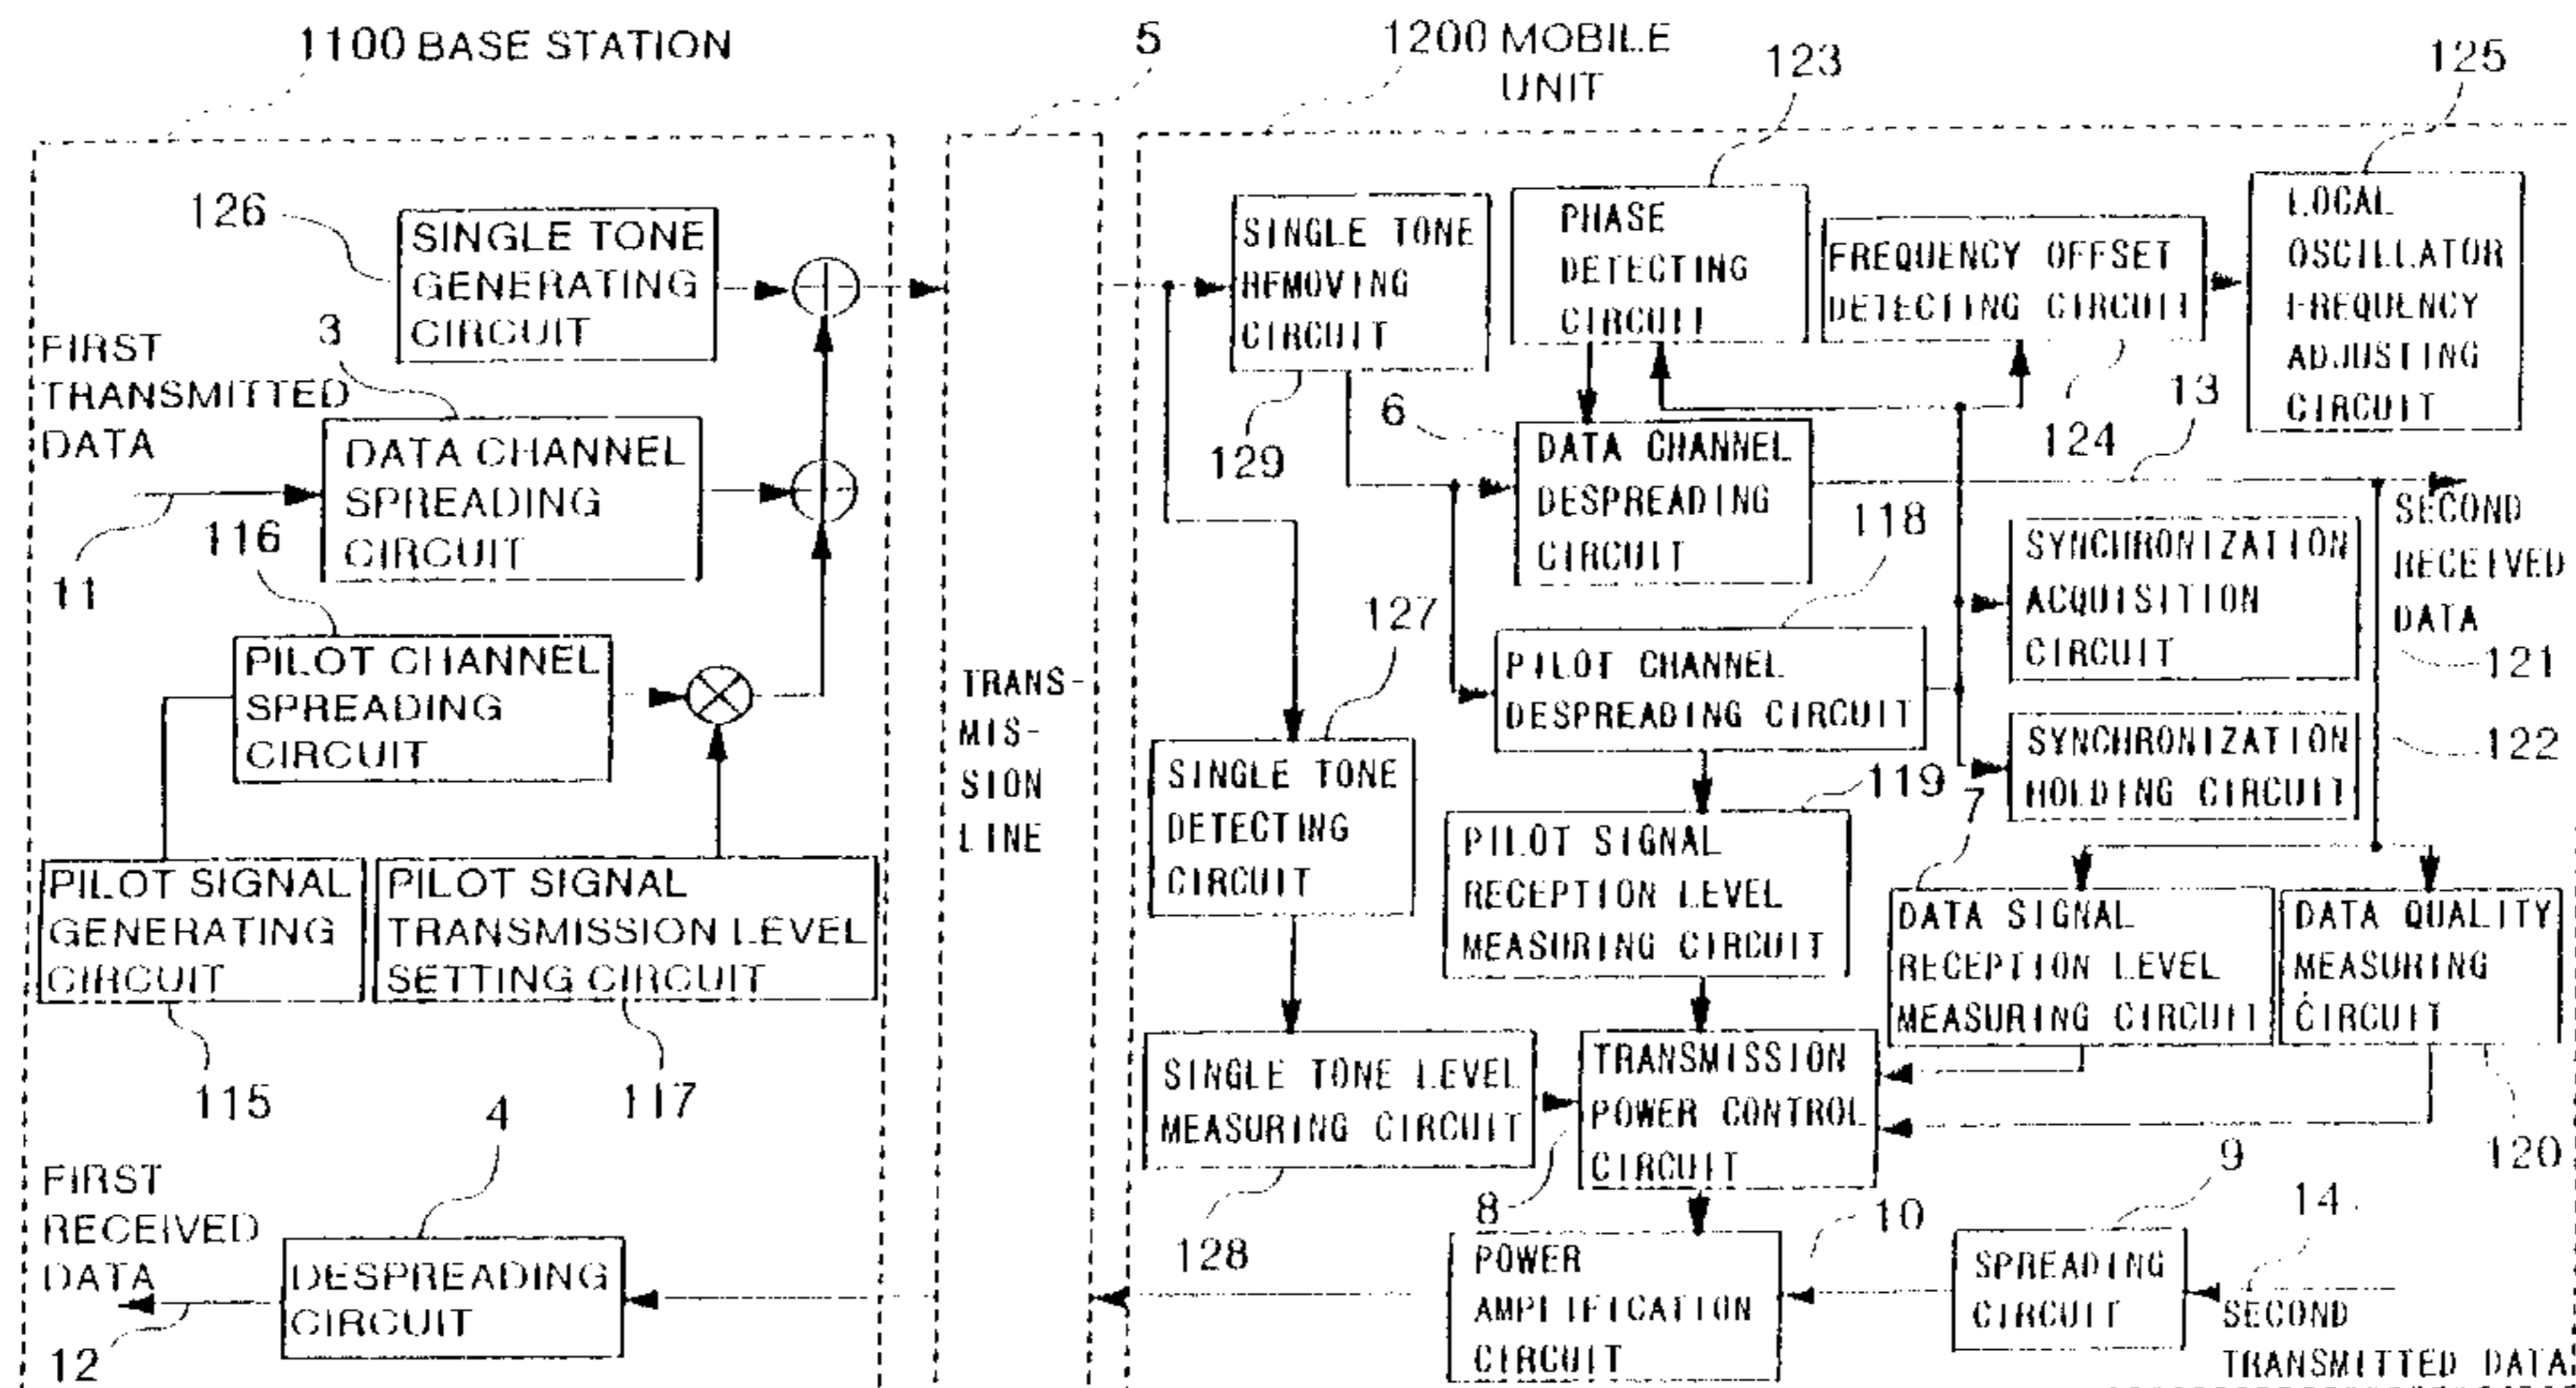 1100 BASE STATION
5
1200 MOBILE
UNIT
123
125
126
SINGLE TONE
GENERATING
CIRCUIT
FIRST
TRANSMITTED
DATA
3
DATA CHANNEL
SPREADING
CIRCUIT
11
116
PILOT CHANNEL
SPREADING
CIRCUIT
PILOT SIGNAL
GENERATING
CIRCUIT
115
PILOT SIGNAL
TRANSMISSION LEVEL
SETTING CIRCUIT
117
FIRST
RECEIVED
DATA
4
DESPREADING
CIRCUIT
12
TRANS-
MIS-
SION
LINE
SINGLE TONE
REMOVING
CIRCUIT
129
PHASE
DETECTING
CIRCUIT
FREQUENCY OFFSET
DETECTING CIRCUIT
124
LOCAL
OSCILLATOR
FREQUENCY
ADJUSTING
CIRCUIT
13
6
DATA CHANNEL
DESPREADING
CIRCUIT
118
SECOND
RECEIVED
DATA
SYNCHRONIZATION
ACQUISITION
CIRCUIT
121
127
PILOT CHANNEL
DESPREADING CIRCUIT
SYNCHRONIZATION
HOLDING CIRCUIT
122
SINGLE TONE
DETECTING
CIRCUIT
119
PILOT SIGNAL
RECEPTION LEVEL
MEASURING CIRCUIT
7
DATA SIGNAL
RECEPTION LEVEL
MEASURING CIRCUIT
DATA QUALITY
MEASURING
CIRCUIT
120
SINGLE TONE LEVEL
MEASURING CIRCUIT
128
TRANSMISSION
POWER CONTROL
CIRCUIT
8
POWER
AMPLIFICATION
CIRCUIT
10
9
SPREADING
CIRCUIT
14
SECOND
TRANSMITTED DATA